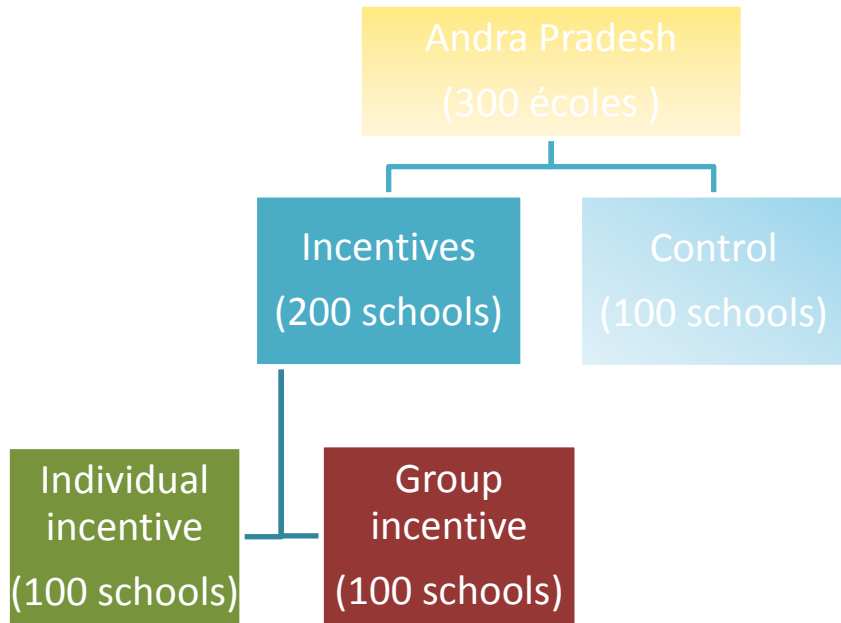 Andra Pradesh
(300 écoles )
Incentives
(200 schools)
Control
(100 schools)
Individual
incentive
(100 schools)
Group
incentive
(100 schools)